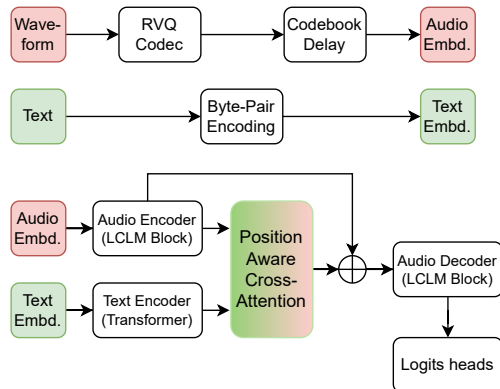 Wave-
form
RVQ
Codec
Codebook
Delay
Audio
Embd.
Text
Byte-Pair
Encoding
Text
Embd.
Audio
Embd.
Audio Encoder
(LCLM Block)
Position
Aware
Cross-
Attention
Audio Decoder
(LCLM Block)
Text
Embd.
Text Encoder
(Transformer)
Logits heads